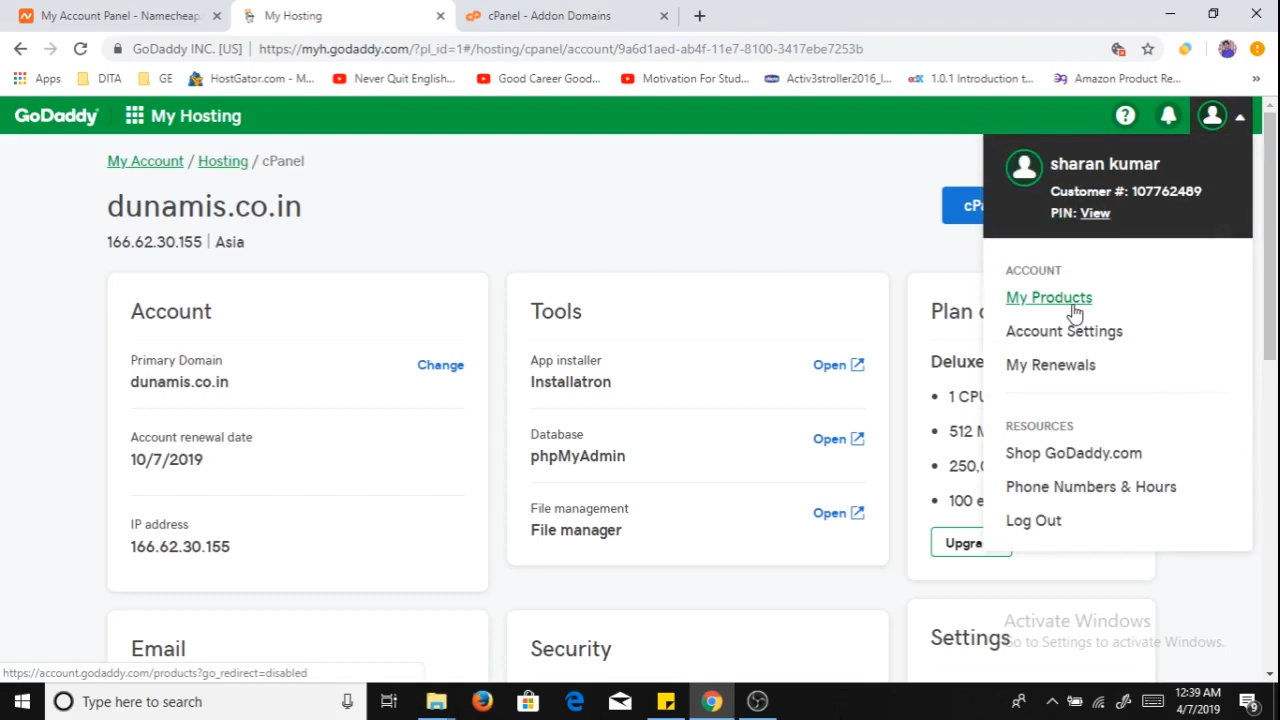 My Account Panel - Namecheap.
My Hosting
cPanel - Addon Domains
GoDaddy INC. [US]
https://myh.godaddy.com/?pl_id=1#/hosting/cpanel/account/9a6d1aed-ab4f-11e7-8100-3417ebe7253b
Apps
DITA
GE
HostGator.com - M...
Never Quit English...
Good Career Good...
Motivation For Stud...
Activ3stroller2016_I...
1.0.1 Introduction t...
Amazon Product Re...
»
GoDaddy
My Hosting
My Account / Hosting / cPanel
dunamis.co.in
166.62.30.155 | Asia
cPa
sharan kumar
Customer #: 107762489
PIN: View
ACCOUNT
My Products
Account Settings
My Renewals
RESOURCES
Shop GoDaddy.com
Phone Numbers & Hours
Log Out
Account
Primary Domain
dunamis.co.in
Change
Account renewal date
10/7/2019
IP address
166.62.30.155
Tools
App installer
Installatron
Open
Database
phpMyAdmin
Open
File management
File manager
Open
Plan
Deluxe
• 1 CPU
• 512 M
• 250,0
• 100 e
Upgra
Email
Security
Settings
Activate Windows
Go to Settings to activate Windows.
https://account.godaddy.com/products?go_redirect=disabled
Type here to search
12:39 AM
4/7/2019
9